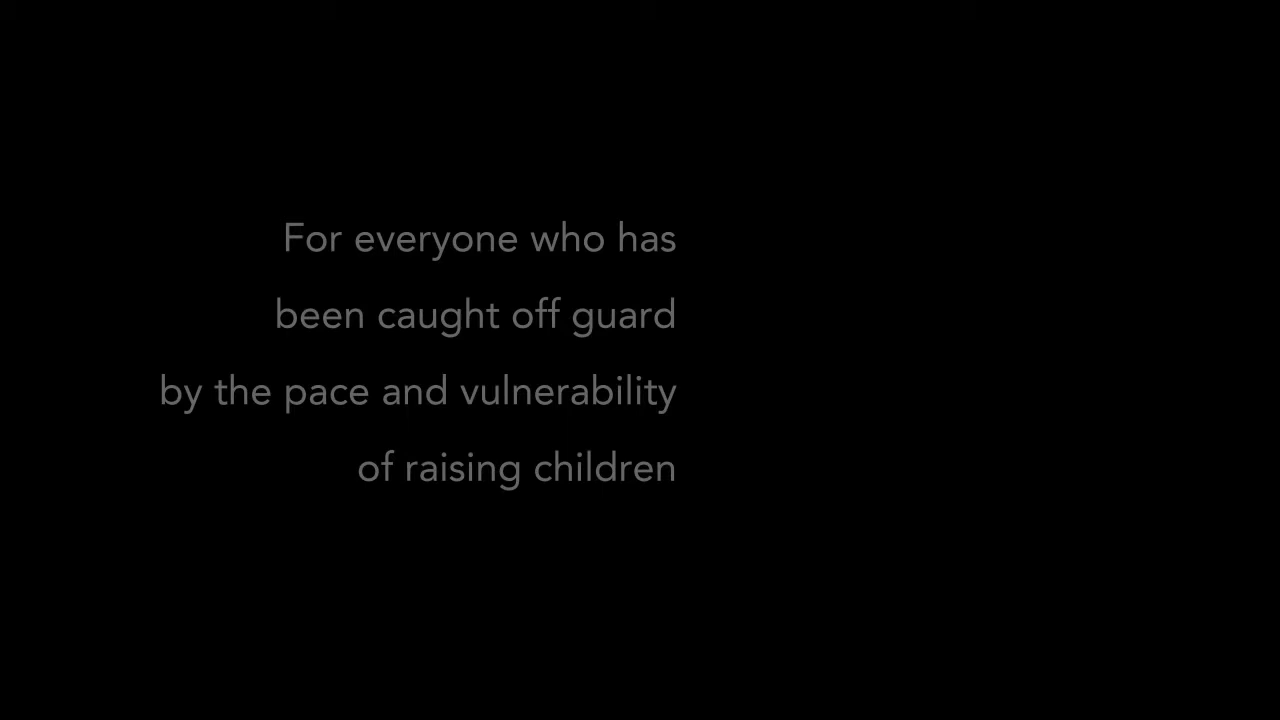 For everyone who has
been caught off guard
by the pace and vulnerability
of raising children